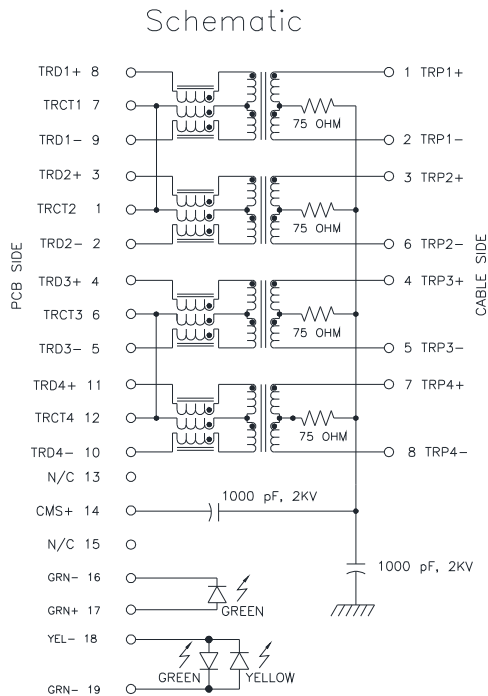 Schematic
TRD1+ 8
1 TRP1+
TRCT1 7
75 OHM
TRD1- 9
2 TRP1-
TRD2+ 3
3 TRP2+
TRCT2 1
75 OHM
TRD2- 2
6 TRP2-
PCB SIDE
CABLE SIDE
TRD3+ 4
4 TRP3+
TRCT3 6
75 OHM
TRD3- 5
5 TRP3-
TRD4+ 11
7 TRP4+
TRCT4 12
75 OHM
TRD4- 10
8 TRP4-
N/C 13
1000 pF, 2KV
CMS+ 14
N/C 15
1000 pF, 2KV
GRN- 16
GRN+ 17
GREEN
YEL- 18
GREEN
YELLOW
GRN- 19